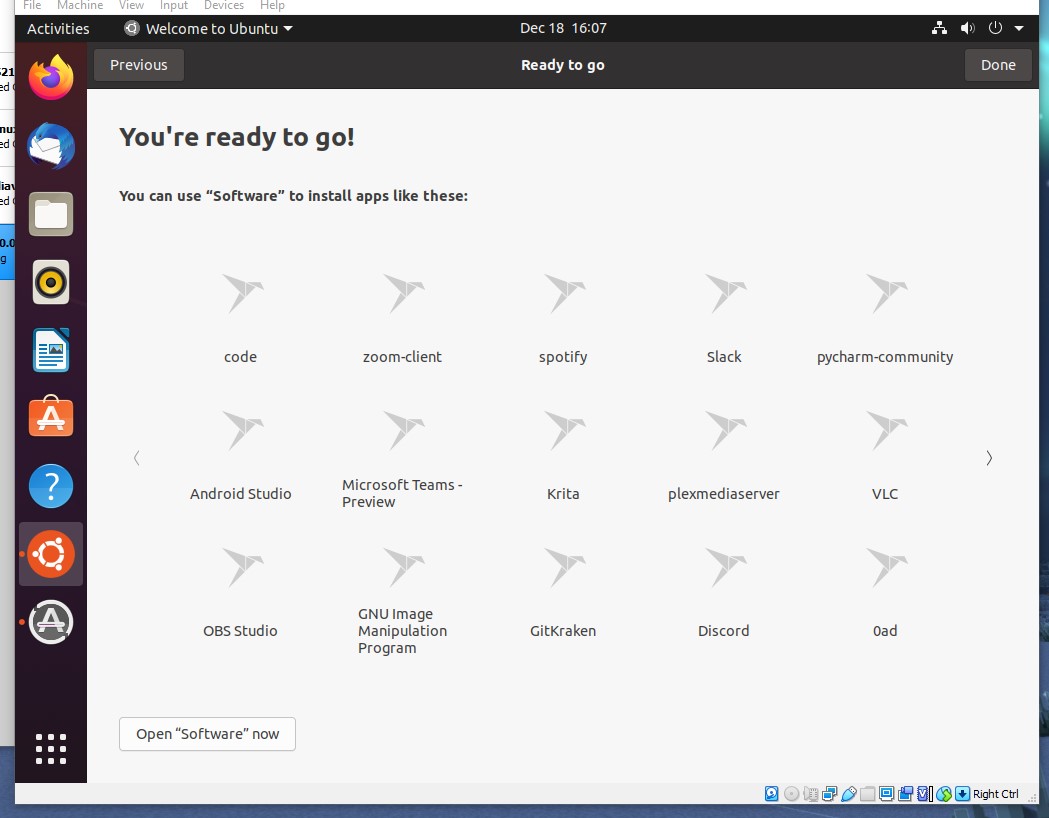 File Machine View Input Devices Help
Activities Welcome to Ubuntu Dec 18 16:07
Previous Ready to go Done
You're ready to go!
You can use “Software” to install apps like these:
code zoom-client spotify Slack pycharm-community
Android Studio
Microsoft Teams -
Preview
Krita plexmediaserver VLC
OBS Studio
GNU Image
Manipulation
Program
GitKraken Discord 0ad
Open “Software” now
Right Ctrl